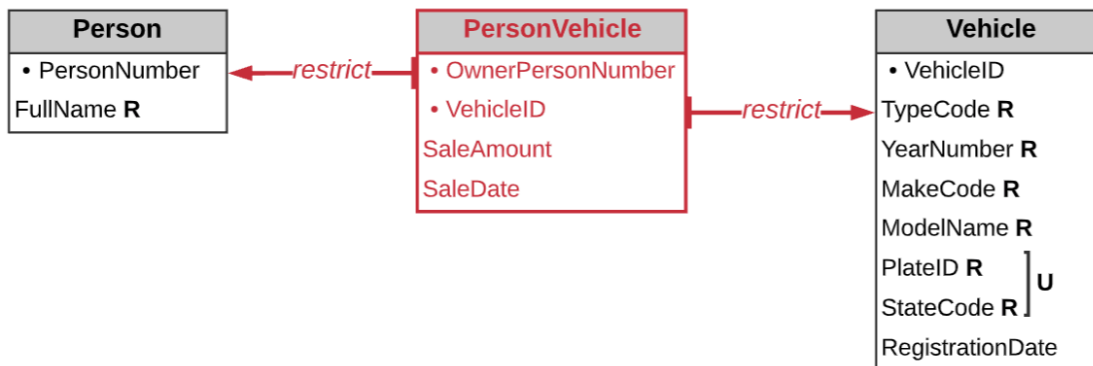 Person
• PersonNumber
FullName R
restrict
PersonVehicle
• OwnerPersonNumber
• VehicleID
SaleAmount
SaleDate
restrict
Vehicle
• VehicleID
TypeCode R
YearNumber R
MakeCode R
ModelName R
PlateID R
StateCode R
U
RegistrationDate